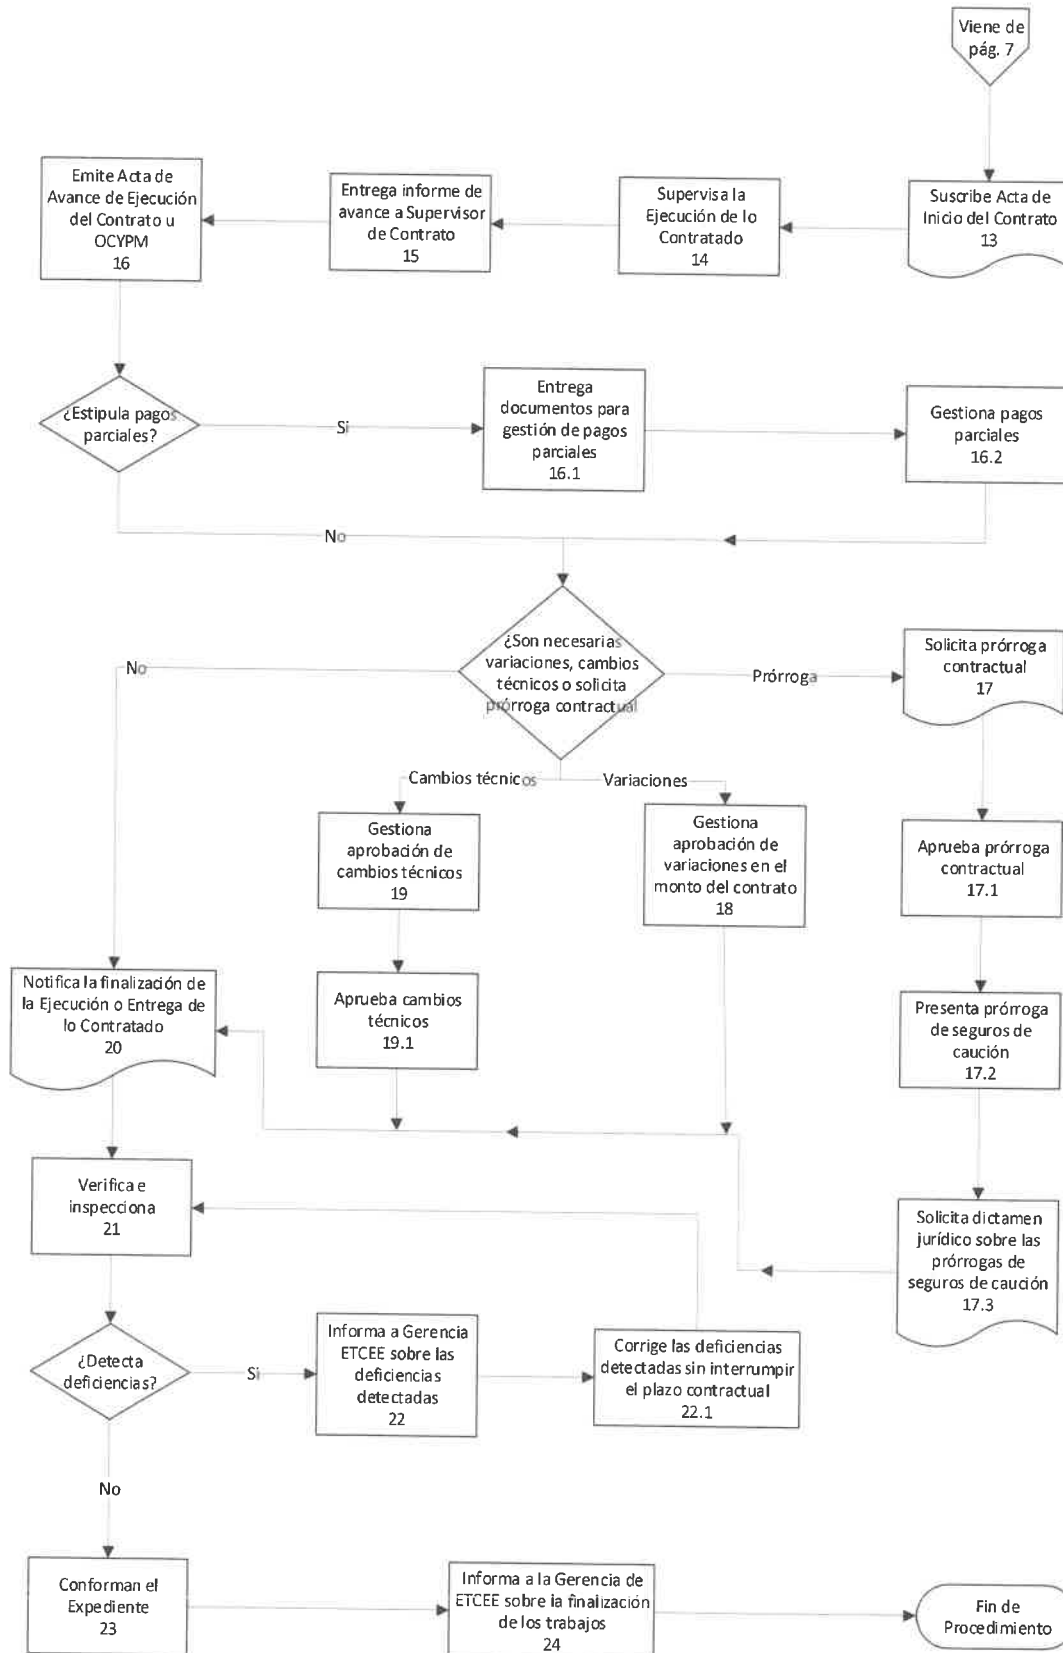 Viene de
pág. 7
Suscribe Acta de
Inicio del Contrato
13
Supervisa la
Ejecución de lo
Contratado
14
Entrega informe de
avance a Supervisor
de Contrato
15
Emite Acta de
Avance de Ejecución
del Contrato u
OCYPM
16
¿Estipula pagos
parciales?
Si
Entrega
documentos para
gestión de pagos
parciales
16.1
Gestiona pagos
parciales
16.2
No
¿Son necesarias
variaciones, cambios
técnicos o solicita
prórroga contractual
No
Prórroga
Solicita prórroga
contractual
17
Cambios técnicos
Variaciones
Gestiona
aprobación de
cambios técnicos
19
Gestiona
aprobación de
variaciones en el
monto del contrato
18
Aprueba prórroga
contractual
17.1
Notifica la finalización de
la Ejecución o Entrega de
lo Contratado
20
Aprueba cambios
técnicos
19.1
Presenta prórroga
de seguros de
caución
17.2
Verifica e
inspecciona
21
Solicita dictamen
jurídico sobre las
prórrogas de
seguros de caución
17.3
¿Detecta
deficiencias?
Si
Informa a Gerencia
ETCEE sobre las
deficiencias
detectadas
22
Corrige las deficiencias
detectadas sin interrumpir
el plazo contractual
22.1
No
Conforman el
Expediente
23
Informa a la Gerencia de
ETCEE sobre la finalización
de los trabajos
24
Fin de
Procedimiento